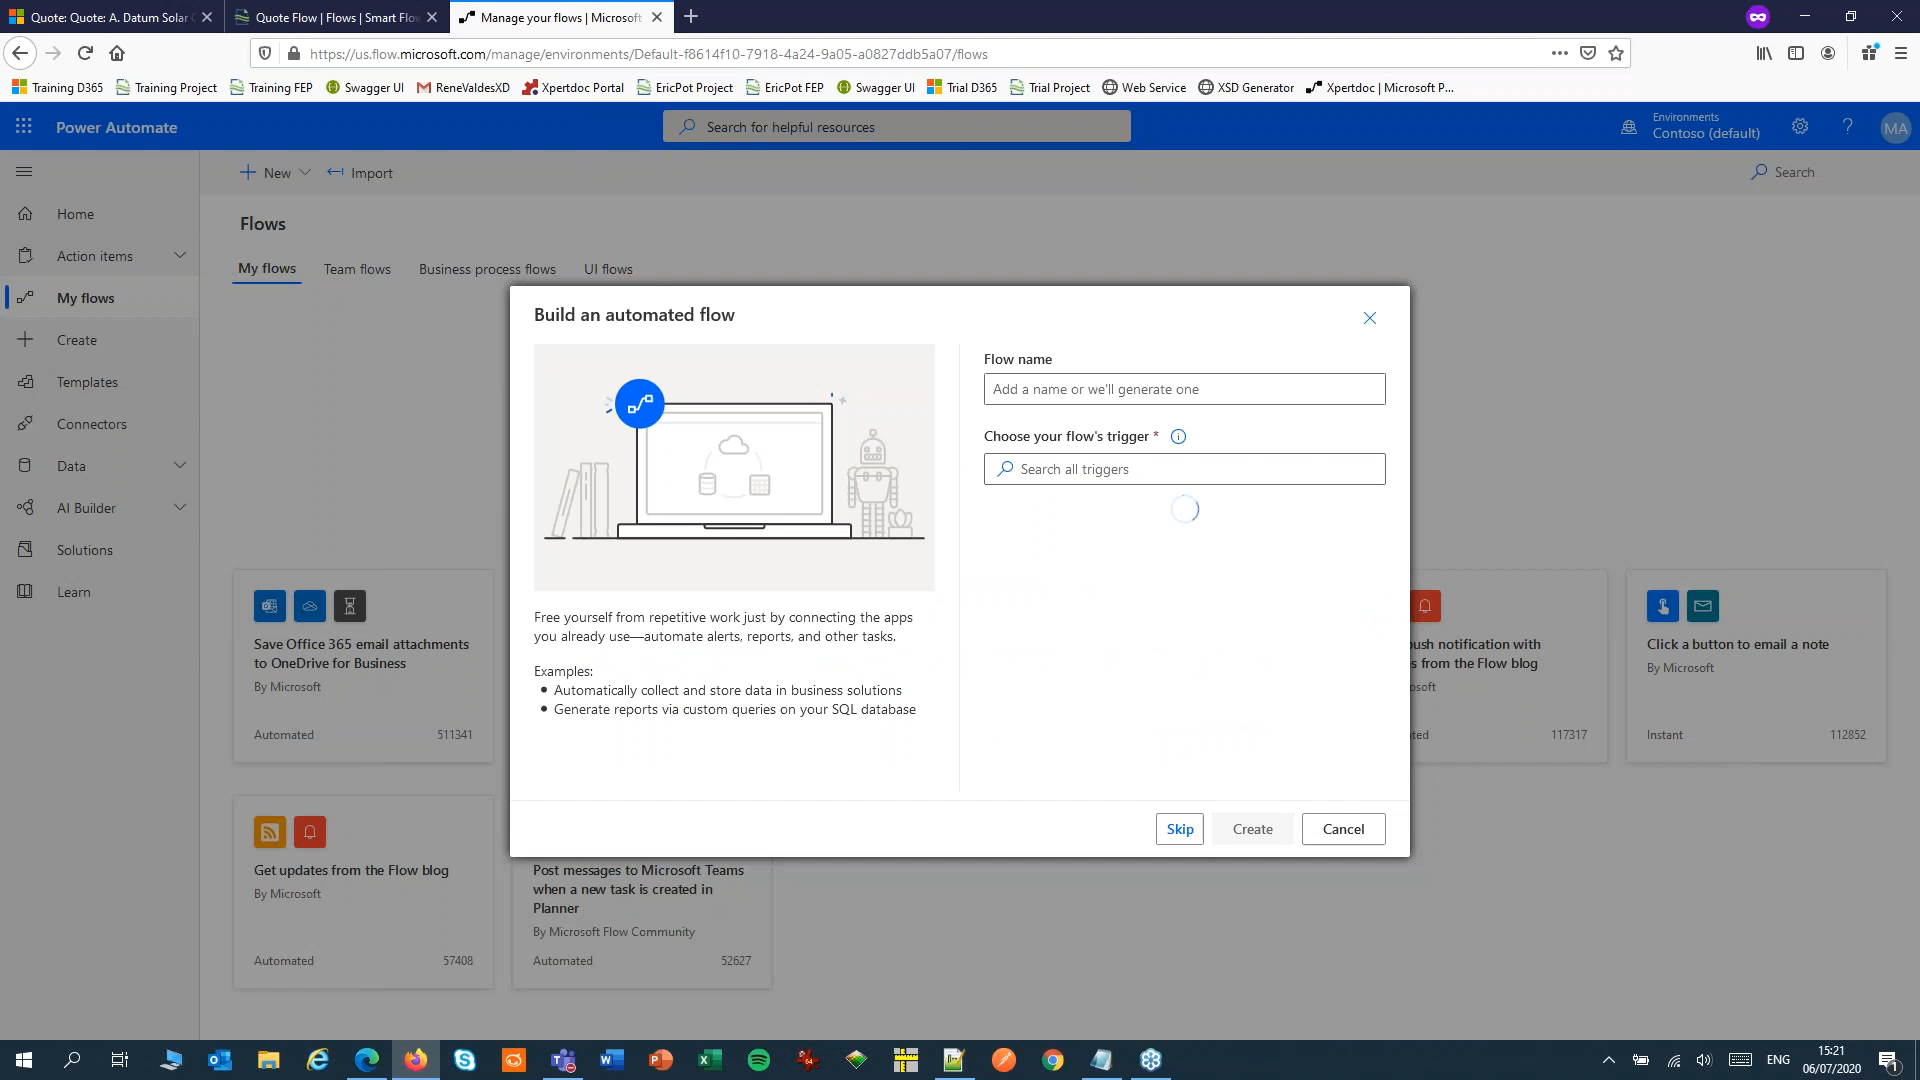 Quote: Quote: A. Datum Solar
Quote Flow | Flows | Smart Flo
Manage your flows | Microsoft
https://us.flow.microsoft.com/manage/environments/Default-f8614f10-7918-4a24-9a05-a0827ddb5a07/flows
Training D365
Training Project
Training FEP
Swagger UI
ReneValdesXD
Xpertdoc Portal
EricPot Project
EricPot FEP
Swagger UI
Trial D365
Trial Project
Web Service
XSD Generator
Xpertdoc | Microsoft P...
Power Automate
Search for helpful resources
Environments
Contoso (default)
?
MA
New
Import
Search
Home
Action items
My flows
Create
Templates
Connectors
Data
AI Builder
Solutions
Learn
Flows
My flows
Team flows
Business process flows
UI flows
Build an automated flow
Free yourself from repetitive work just by connecting the apps
you already use—automate alerts, reports, and other tasks.
Examples:
Automatically collect and store data in business solutions
Generate reports via custom queries on your SQL database
Flow name
Add a name or we'll generate one
Choose your flow's trigger *
Search all triggers
Skip
Create
Cancel
Save Office 365 email attachments
to OneDrive for Business
By Microsoft
Automated
511341
push notification with
s from the Flow blog
osoft
ted
117317
Click a button to email a note
By Microsoft
Instant
112852
Get updates from the Flow blog
By Microsoft
Automated
57408
Post messages to Microsoft Teams
when a new task is created in
Planner
By Microsoft Flow Community
Automated
52627
ENG
15:21
06/07/2020
1